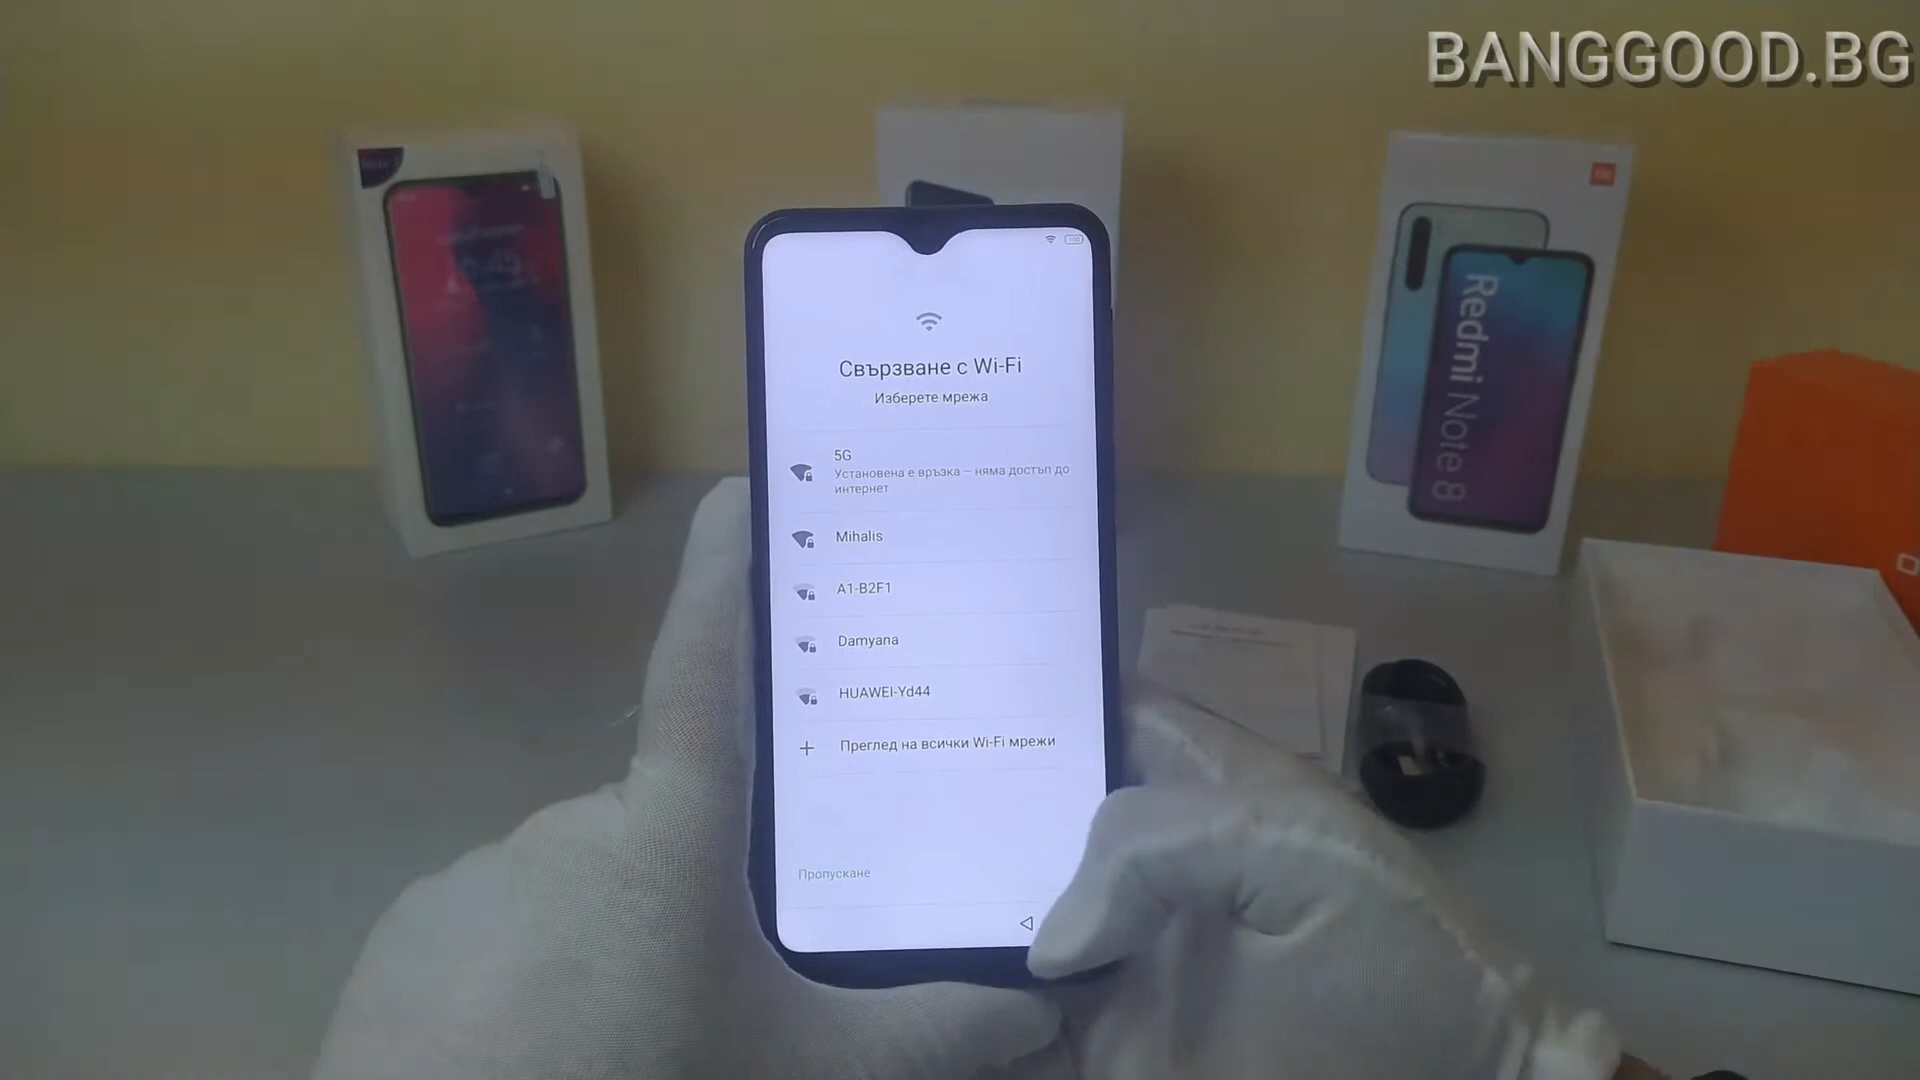 BANGGOOD.BG
Свързване с Wi-Fi
Изберете мрежа
5G
Установена е връзка – няма достъп до
интернет
Mihalis
A1-B2F1
Damyana
HUAWEI-Yd44
Преглед на всички Wi-Fi мрежи
Пропускане
Redmi Note 8
100